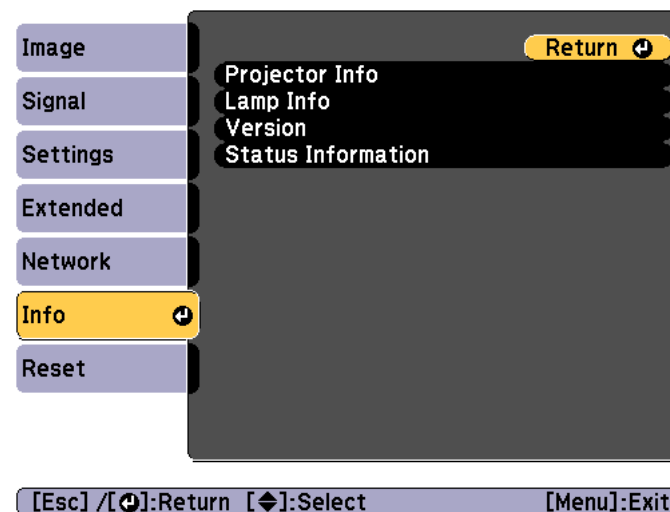 Image
Signal
Settings
Extended
Network
Info
Reset
Return
Projector Info
Lamp Info
Version
Status Information
[Esc] /[ ]:Return [ ]:Select [Menu]:Exit